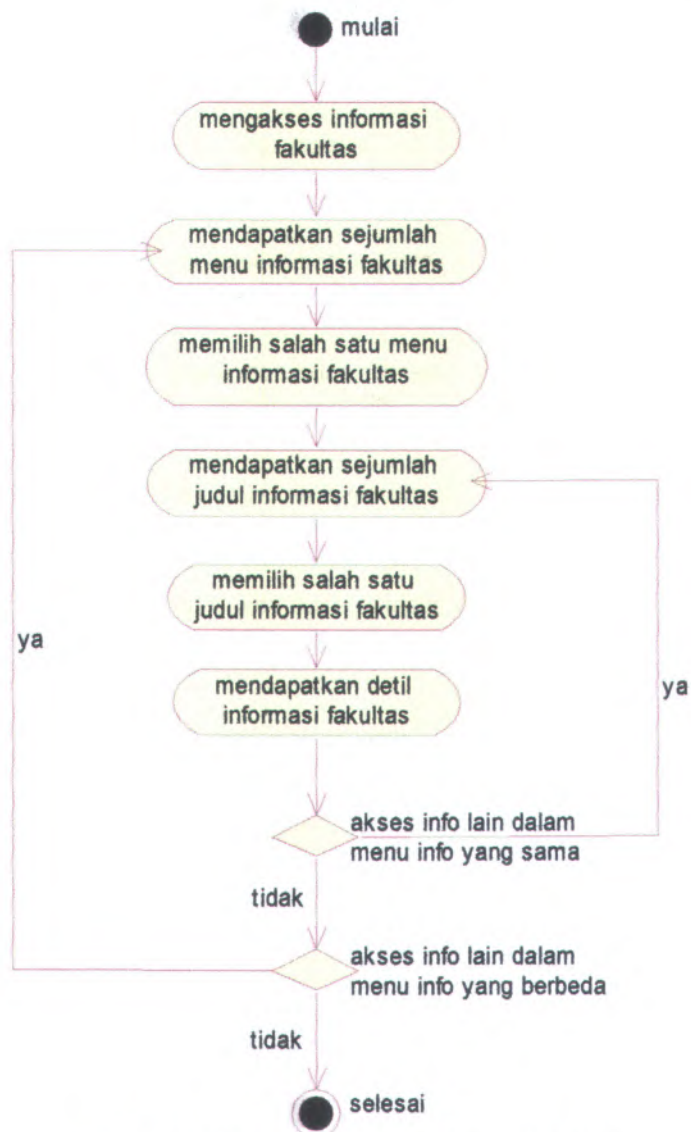 mulai
mengakses informasi
fakultas
mendapatkan sejumlah
menu informasi fakultas
memilih salah satu menu
informasi fakultas
mendapatkan sejumlah
judul informasi fakultas
memilih salah satu
judul informasi fakultas
ya
mendapatkan detil
informasi fakultas
ya
akses info lain dalam
menu info yang sama
tidak
akses info lain dalam
menu info yang berbeda
tidak
selesai